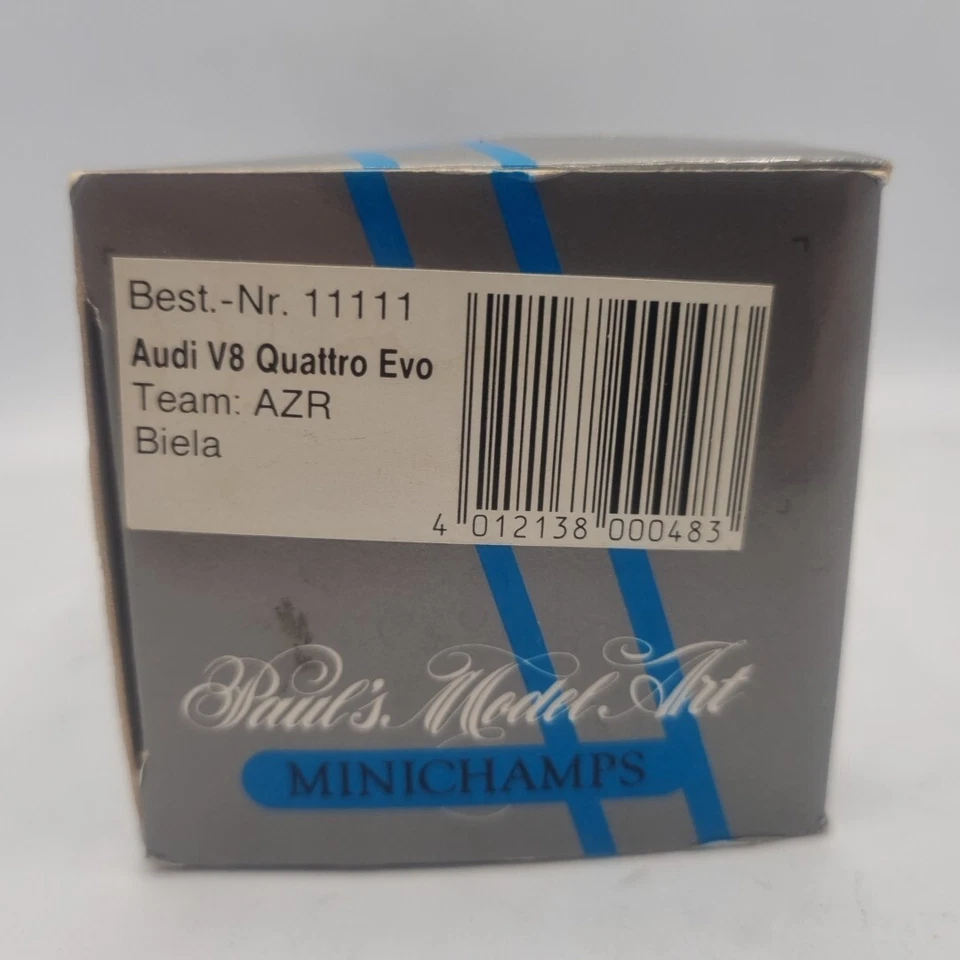 Best.-Nr. 11111
Audi V8 Quattro Evo
Team: AZR
Biela
4 012138 000483
Paul's Model Art
MINICHAMPS